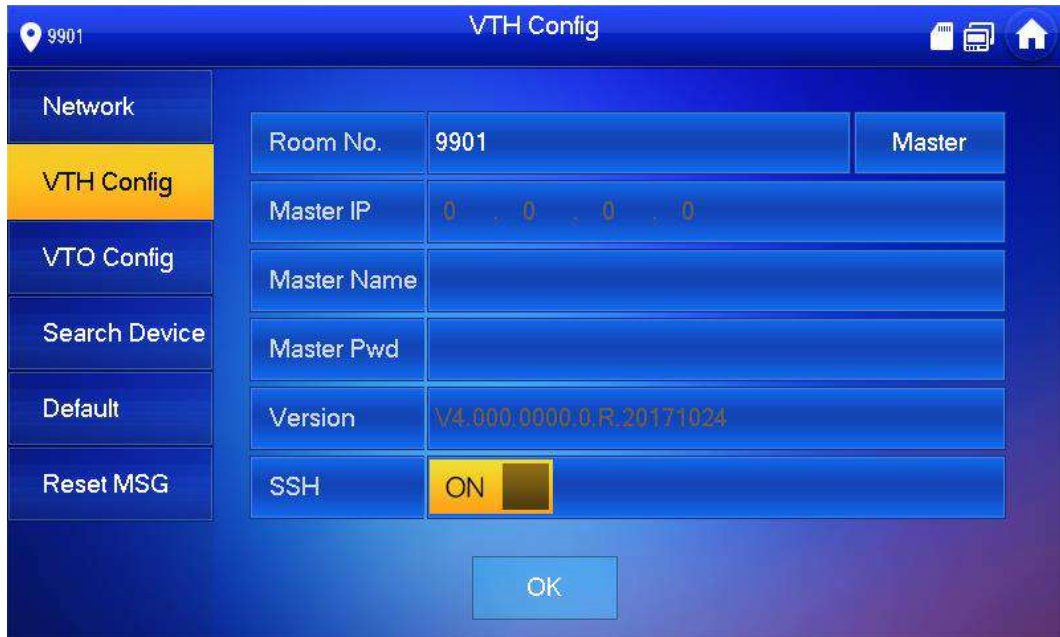 9901 VTH Config
Network
VTH Config
VTO Config
Search Device
Default
Reset MSG
Room No. 9901 Master
Master IP 0 . 0 . 0 . 0
Master Name
Master Pwd
Version V4.000.0000.0.R.20171024
SSH ON
OK